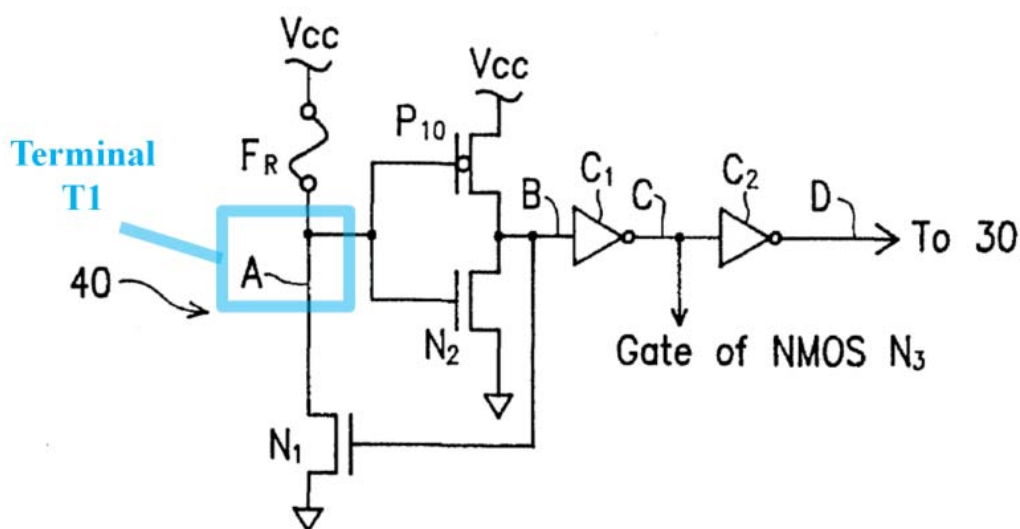 Vcc
Vcc
P10
Terminal
T1
FR
C1
C2
B
C
D
To 30
A
40
N2
Gate of NMOS N3
N1